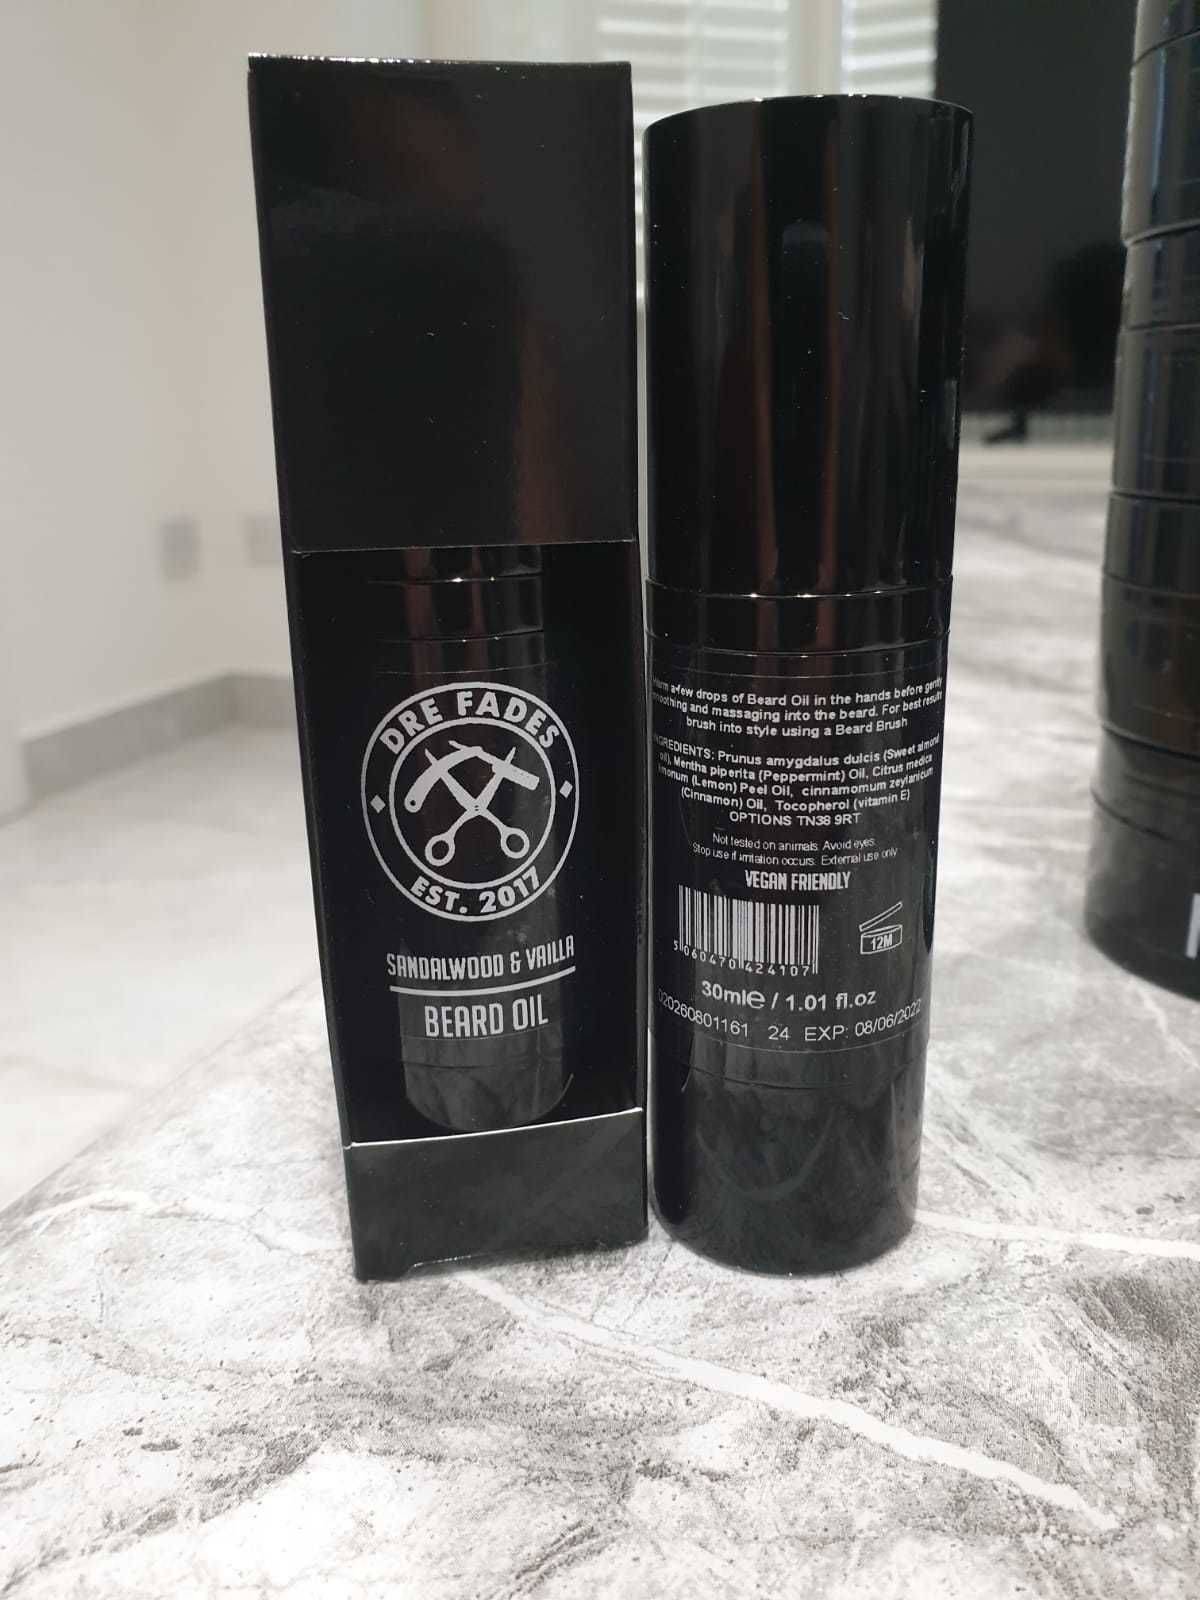 DRE FADES
EST. 2017
SANDALWOOD & VAILLA
BEARD OIL
a few drops of Beard Oil in the hands before gently
and massaging into the beard. For best results
brush into style using a Beard Brush
INGREDIENTS: Prunus amygdalus dulcis (Sweet almond
oil), Mentha piperita (Peppermint) Oil, Citrus medica
limonum (Lemon) Peel Oil, cinnamomum zeylanicum
(Cinnamon) Oil, Tocopherol (vitamin E)
OPTIONS TN38 9RT
Not tested on animals. Avoid eyes.
Stop use if irritation occurs. External use only
VEGAN FRIENDLY
5 060470 424107
12M
30ml e / 1.01 fl.oz
020260801161 24 EXP: 08/06/2022